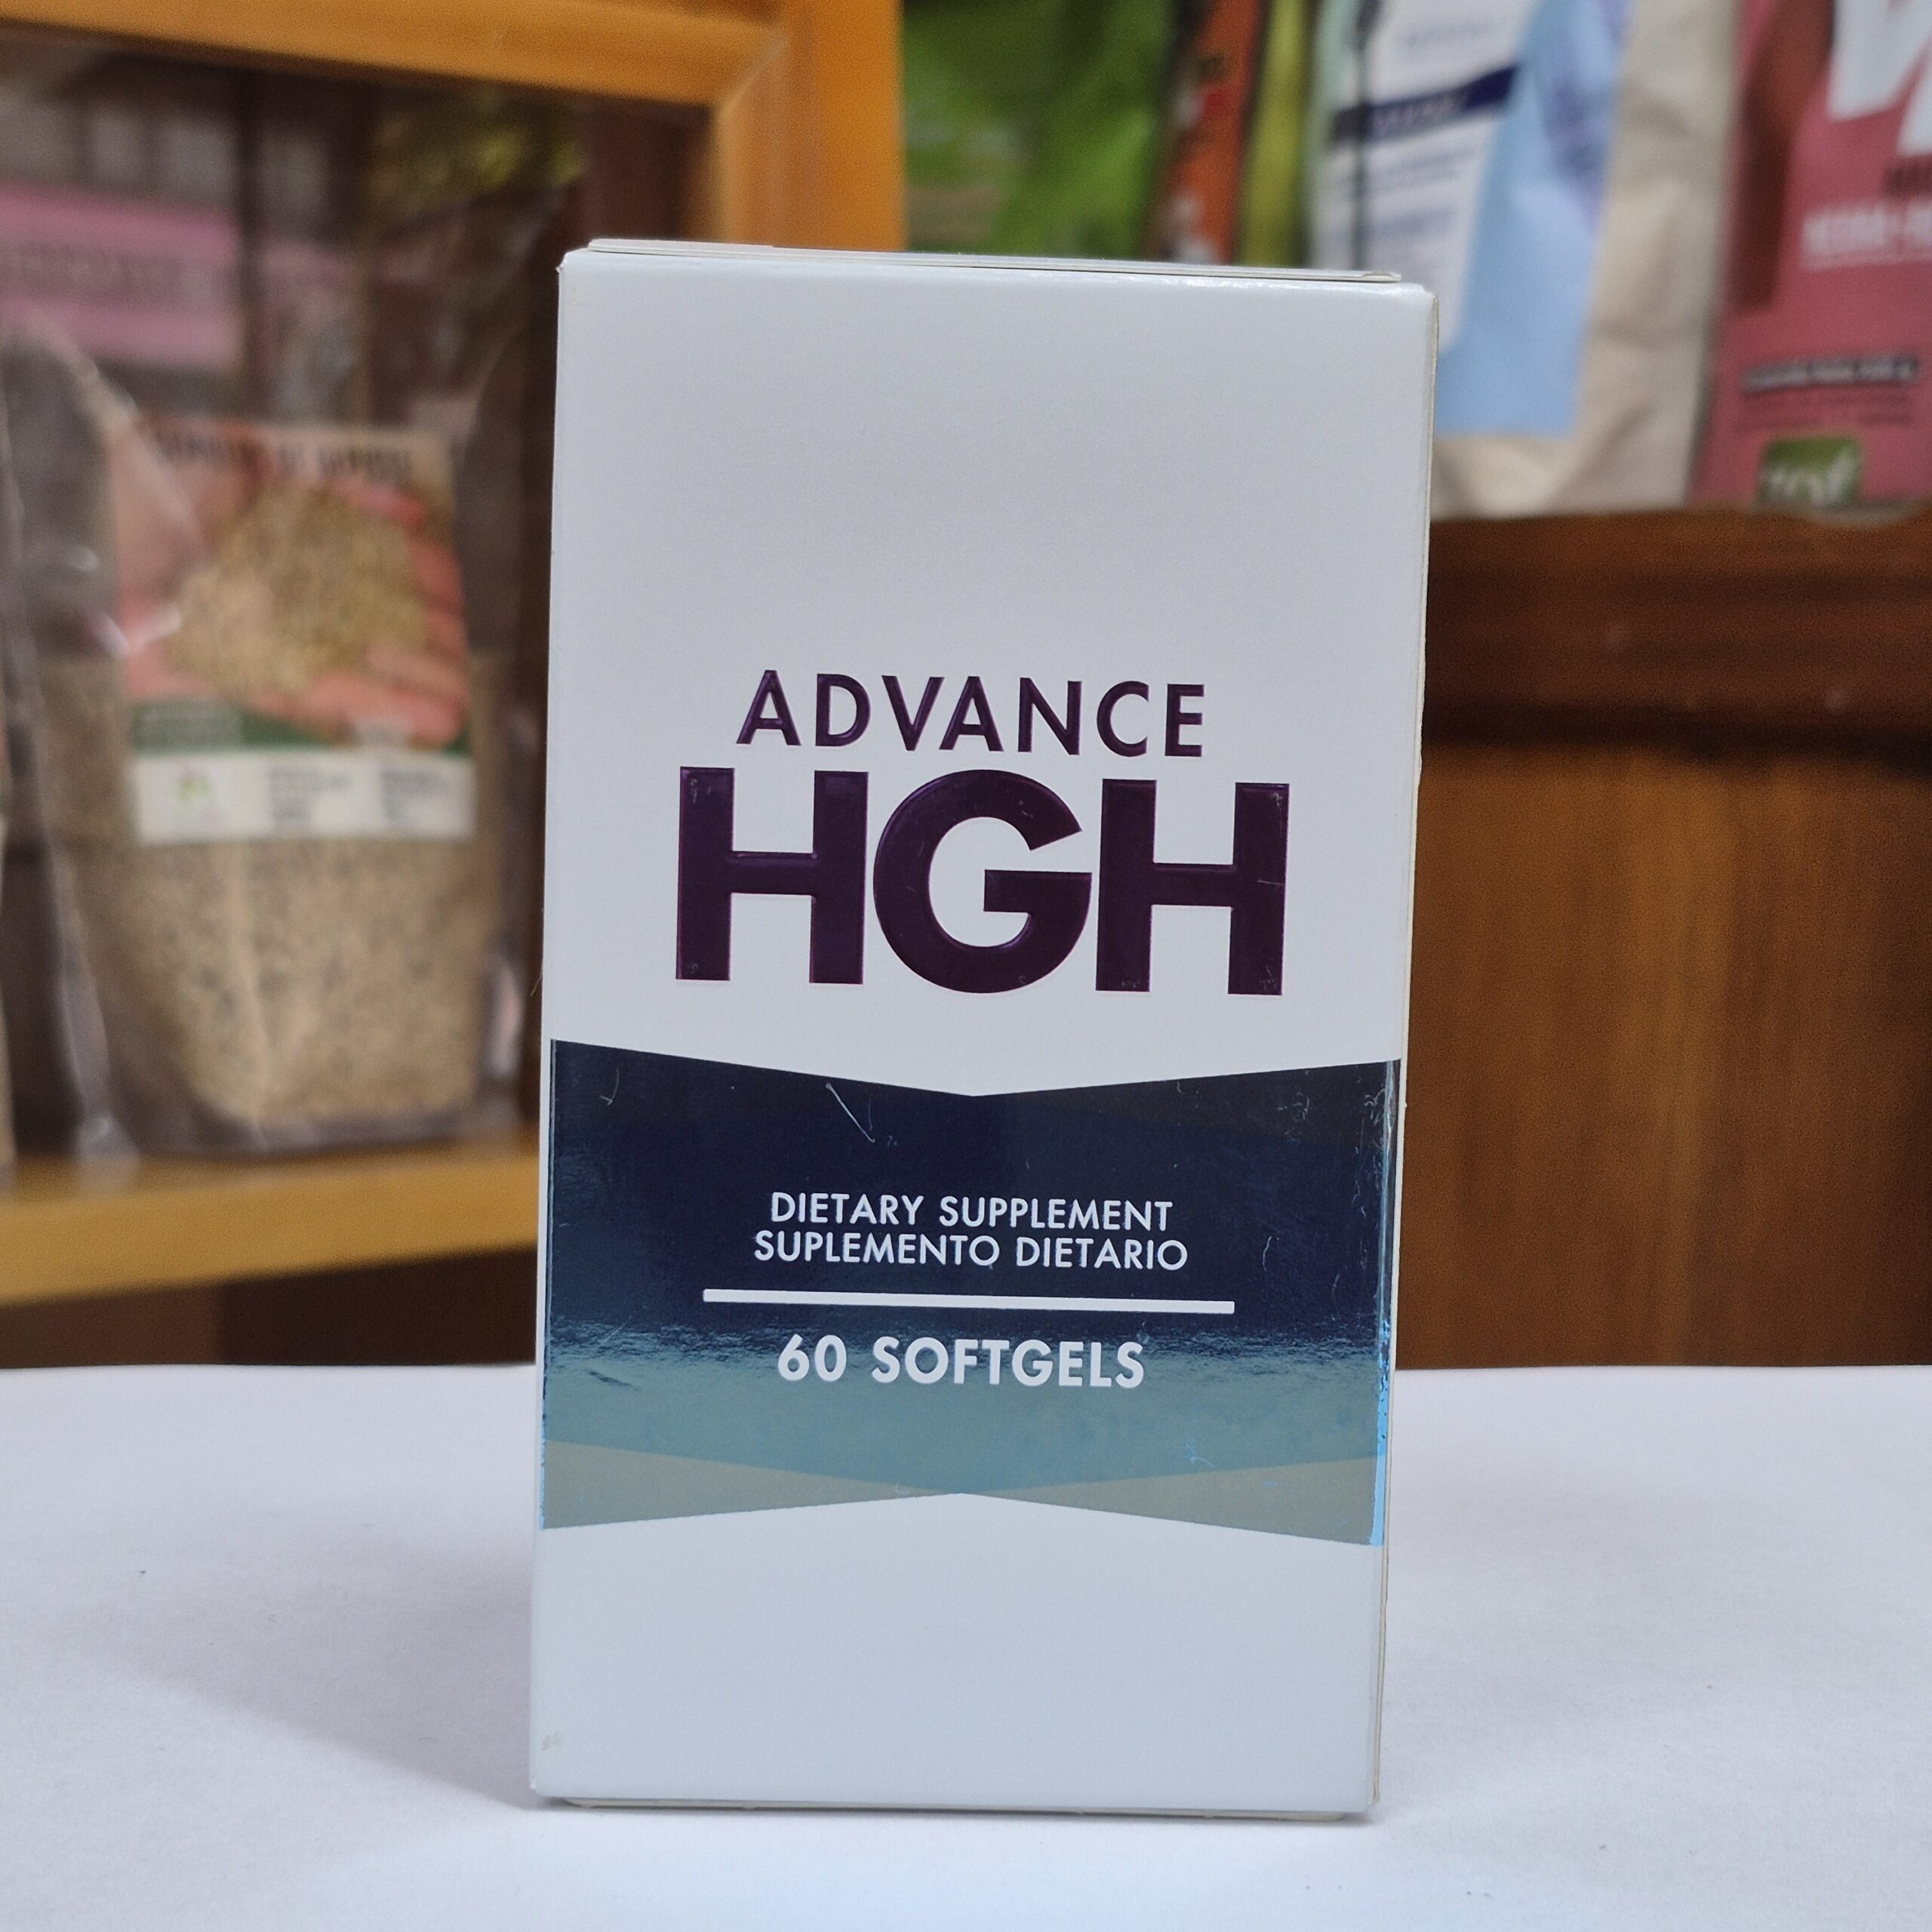 ADVANCE
HGH
DIETARY SUPPLEMENT
SUPLEMENTO DIETARIO
60 SOFTGELS